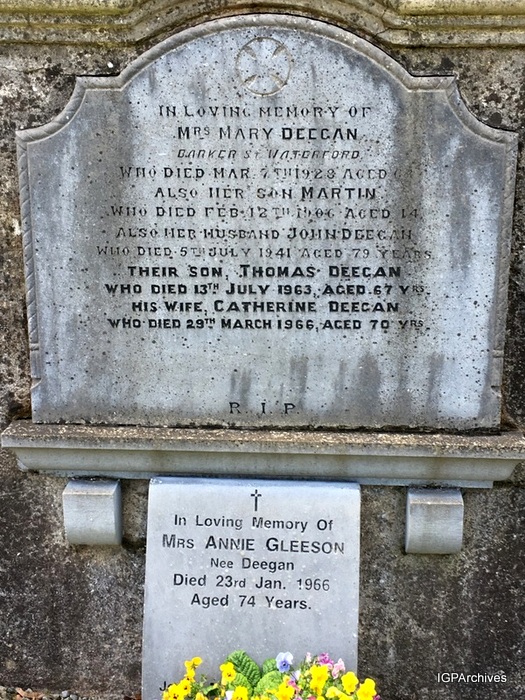 IN LOVING MEMORY OF
MRS MARY DEEGAN
BARKER ST WATERFORD
WHO DIED MAR. 7TH 1928 AGED
ALSO HER SON MARTIN
WHO DIED FEB. 12TH 1906 AGED 14
ALSO HER HUSBAND JOHN DEEGAN
WHO DIED 5TH JULY 1941 AGED 79 YEARS
THEIR SON, THOMAS DEEGAN
WHO DIED 13TH JULY 1963, AGED 67 YRS
HIS WIFE, CATHERINE DEEGAN
WHO DIED 29TH MARCH 1966, AGED 70 YRS
R.I.P.
In Loving Memory Of
MRS ANNIE GLEESON
Nee Deegan
Died 23rd Jan. 1966
Aged 74 Years.
IGPArchives